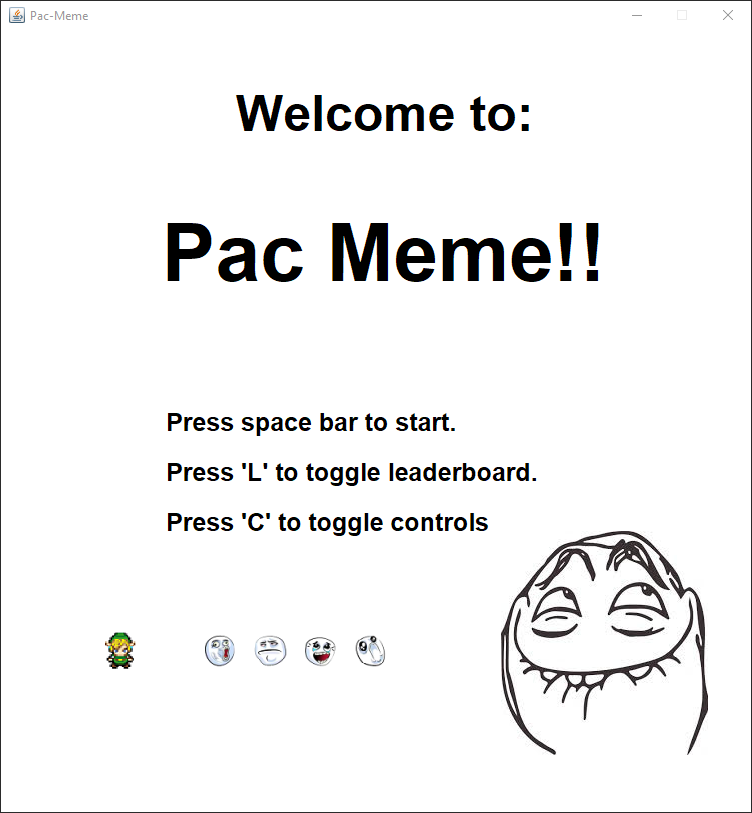 Pac-Meme
Welcome to:
Pac Meme!!
Press space bar to start.
Press 'L' to toggle leaderboard.
Press 'C' to toggle controls